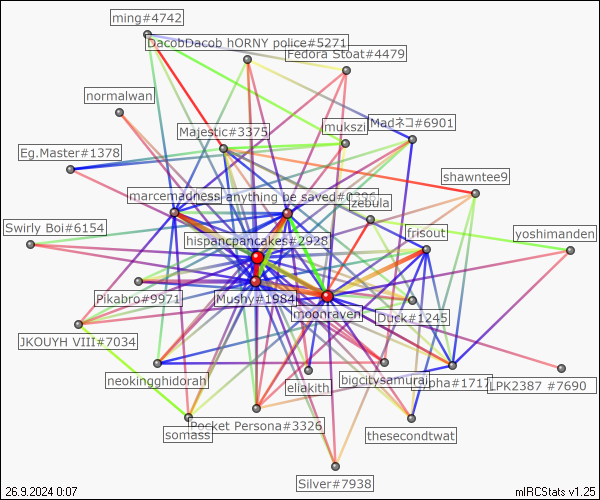 ming#4742
DacobDacob hORNY police#5271
Fedora Stoat#4479
normalwan
mukszi
Majestic#3375
Madネコ#6901
Eg.Master#1378
shawntee9
marcemadness
anything be saved#0396
zebula
Swirly Boi#6154
frisout
yoshimanden
hispancpancakes#2928
Pikabro#9971
Mushy#1984
moonraven
Duck#1245
JKOUYH VIII#7034
neokingghidorah
eliakith
bigcitysamurai
#1717
LPK2387 #7690
somass
Pocket Persona#3326
thesecondtwat
Silver#7938
26.9.2024 0:07
mIRCStats v1.25